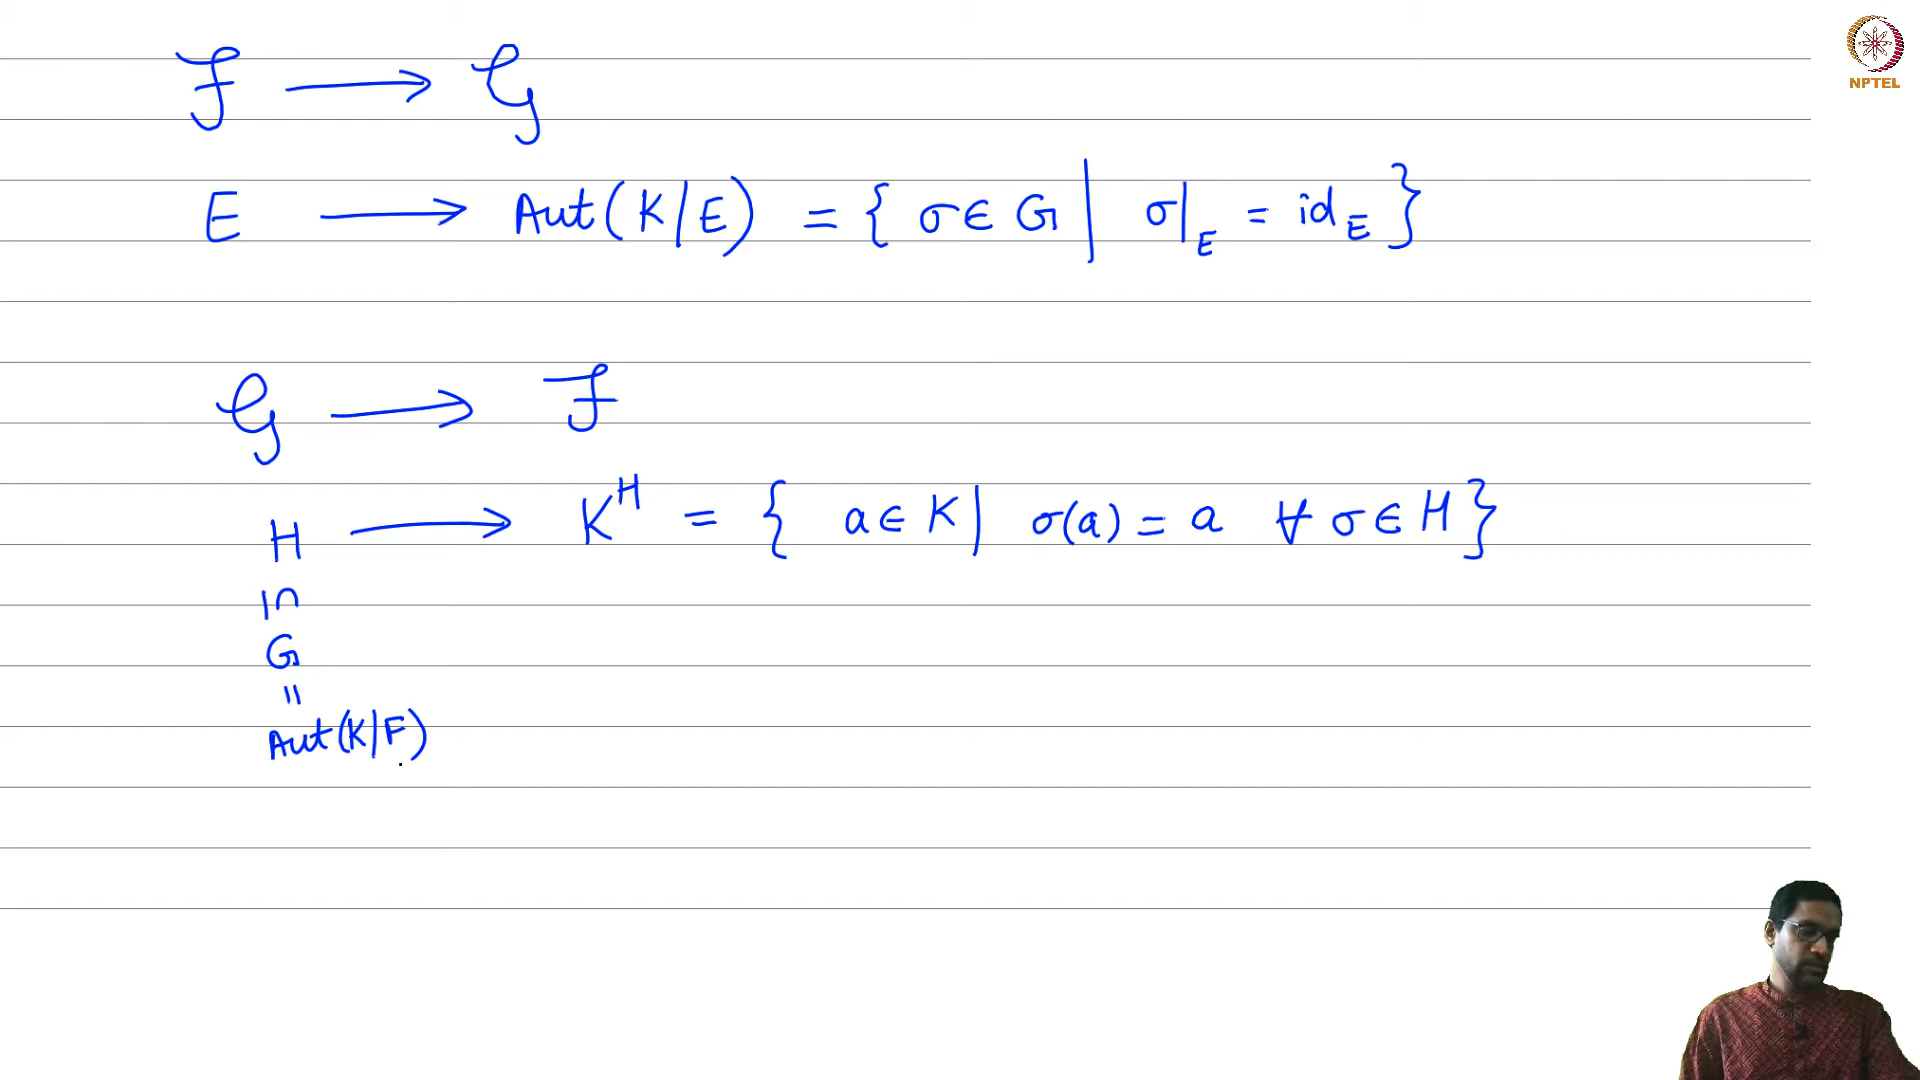 ℱ ⟶ 𝒢
NPTEL
E ⟶ Aut(K|E) = { σ ∈ G | σ|_E = id_E }
𝒢 ⟶ ℱ
H ⟶ K^H = { a ∈ K | σ(a) = a ∀ σ ∈ H }
⊆
G
=
Aut(K|F)